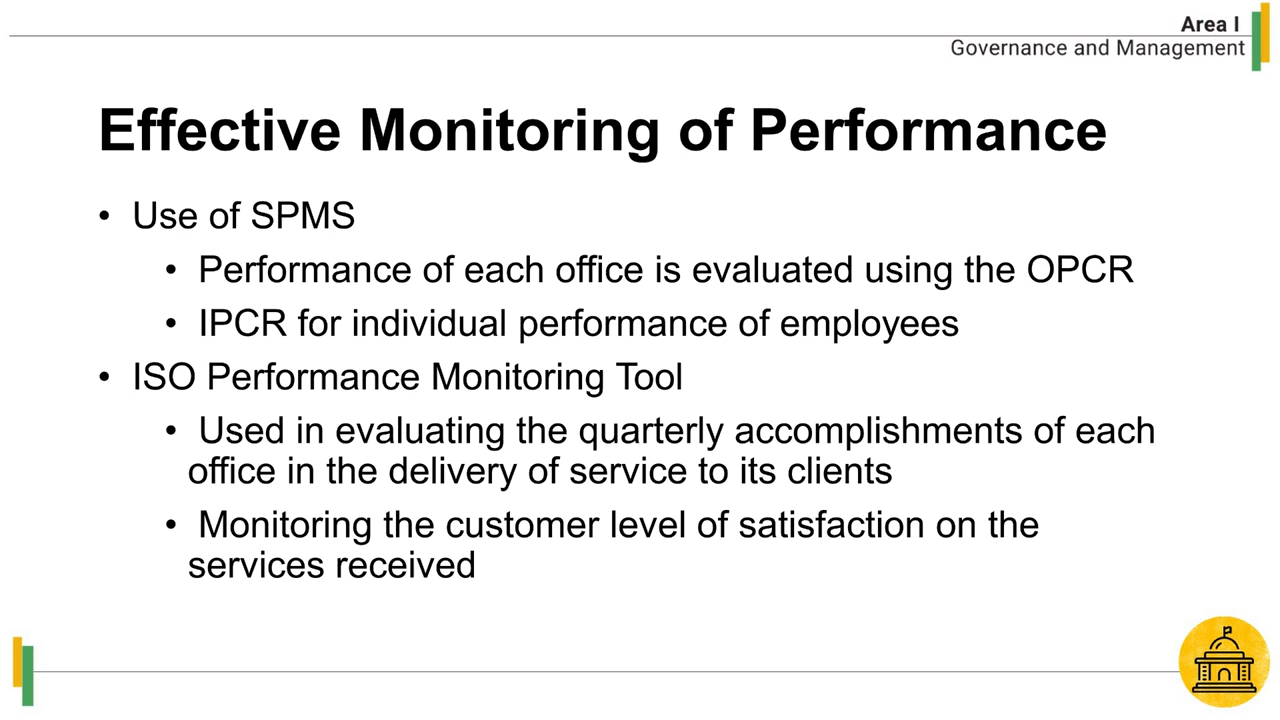 Area I
Governance and Management
Effective Monitoring of Performance
• Use of SPMS
• Performance of each office is evaluated using the OPCR
• IPCR for individual performance of employees
• ISO Performance Monitoring Tool
• Used in evaluating the quarterly accomplishments of each
office in the delivery of service to its clients
• Monitoring the customer level of satisfaction on the
services received